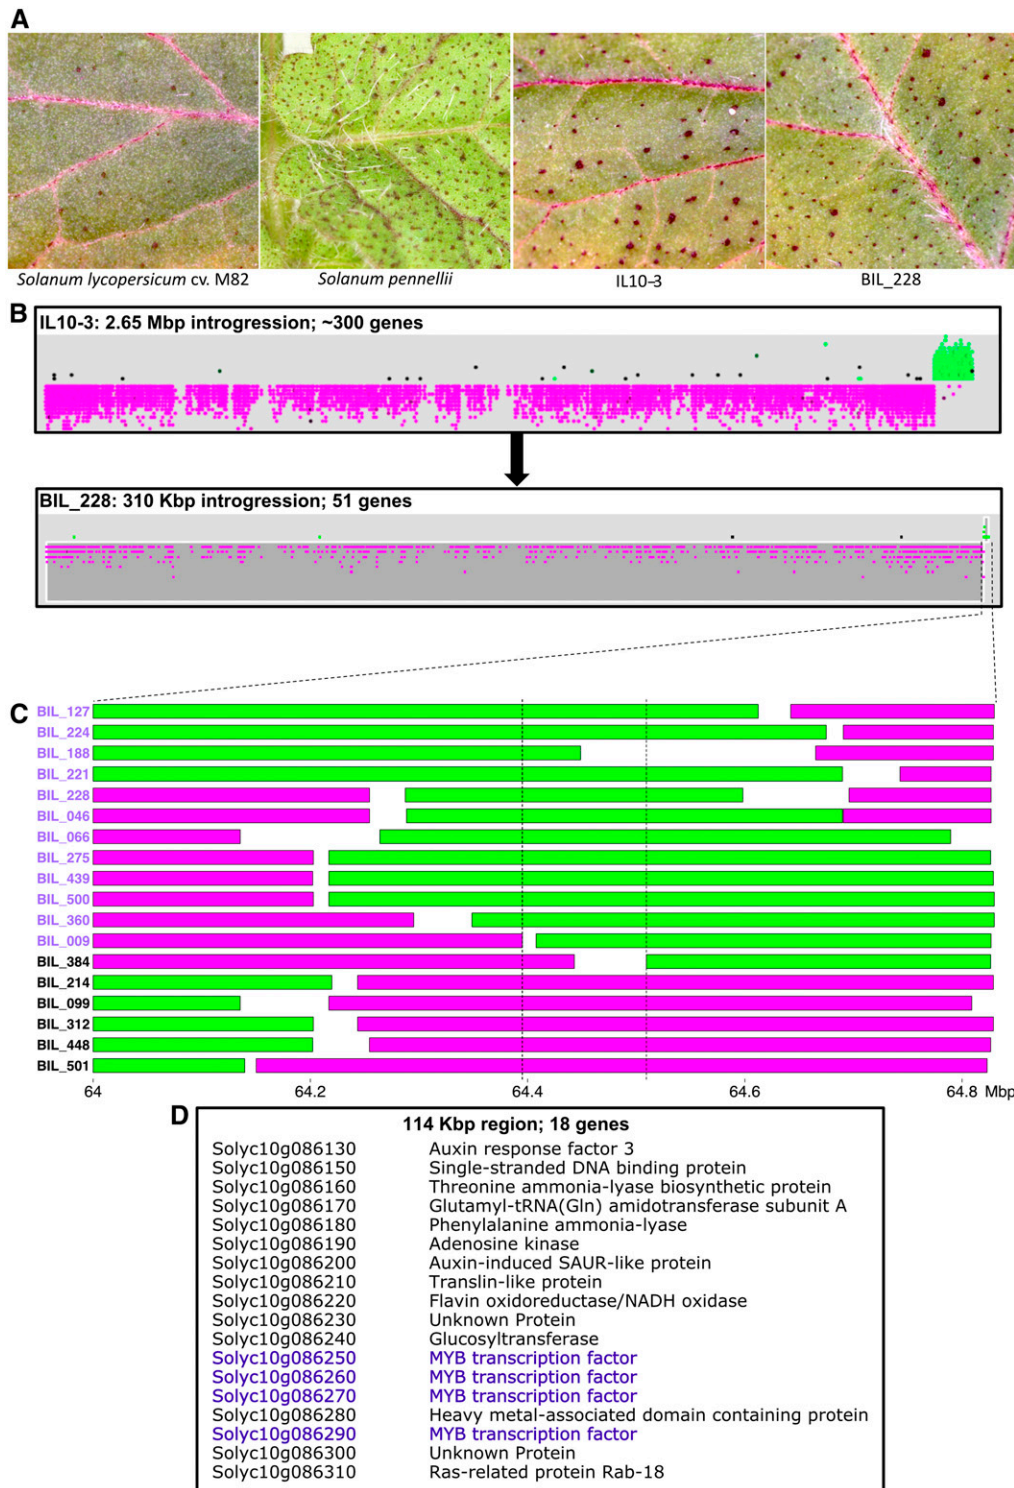 A
Solanum lycopersicum cv. M82
Solanum pennellii
IL10-3
BIL_228
B
IL10-3: 2.65 Mbp introgression; ~300 genes
BIL_228: 310 Kbp introgression; 51 genes
C
BIL_127
BIL_224
BIL_188
BIL_221
BIL_228
BIL_046
BIL_066
BIL_275
BIL_439
BIL_500
BIL_360
BIL_009
BIL_384
BIL_214
BIL_099
BIL_312
BIL_448
BIL_501
64 64.2 64.4 64.6 64.8 Mbp
D
114 Kbp region; 18 genes
Solyc10g086130 Auxin response factor 3
Solyc10g086150 Single-stranded DNA binding protein
Solyc10g086160 Threonine ammonia-lyase biosynthetic protein
Solyc10g086170 Glutamyl-tRNA(Gln) amidotransferase subunit A
Solyc10g086180 Phenylalanine ammonia-lyase
Solyc10g086190 Adenosine kinase
Solyc10g086200 Auxin-induced SAUR-like protein
Solyc10g086210 Translin-like protein
Solyc10g086220 Flavin oxidoreductase/NADH oxidase
Solyc10g086230 Unknown Protein
Solyc10g086240 Glucosyltransferase
Solyc10g086250 MYB transcription factor
Solyc10g086260 MYB transcription factor
Solyc10g086270 MYB transcription factor
Solyc10g086280 Heavy metal-associated domain containing protein
Solyc10g086290 MYB transcription factor
Solyc10g086300 Unknown Protein
Solyc10g086310 Ras-related protein Rab-18